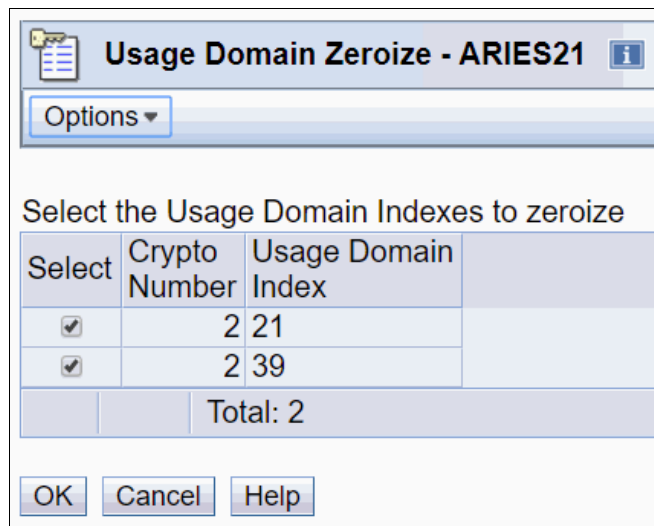 Usage Domain Zeroize - ARIES21 i
Options
Select the Usage Domain Indexes to zeroize
Select Crypto Number Usage Domain Index
2 21
2 39
Total: 2
OK Cancel Help